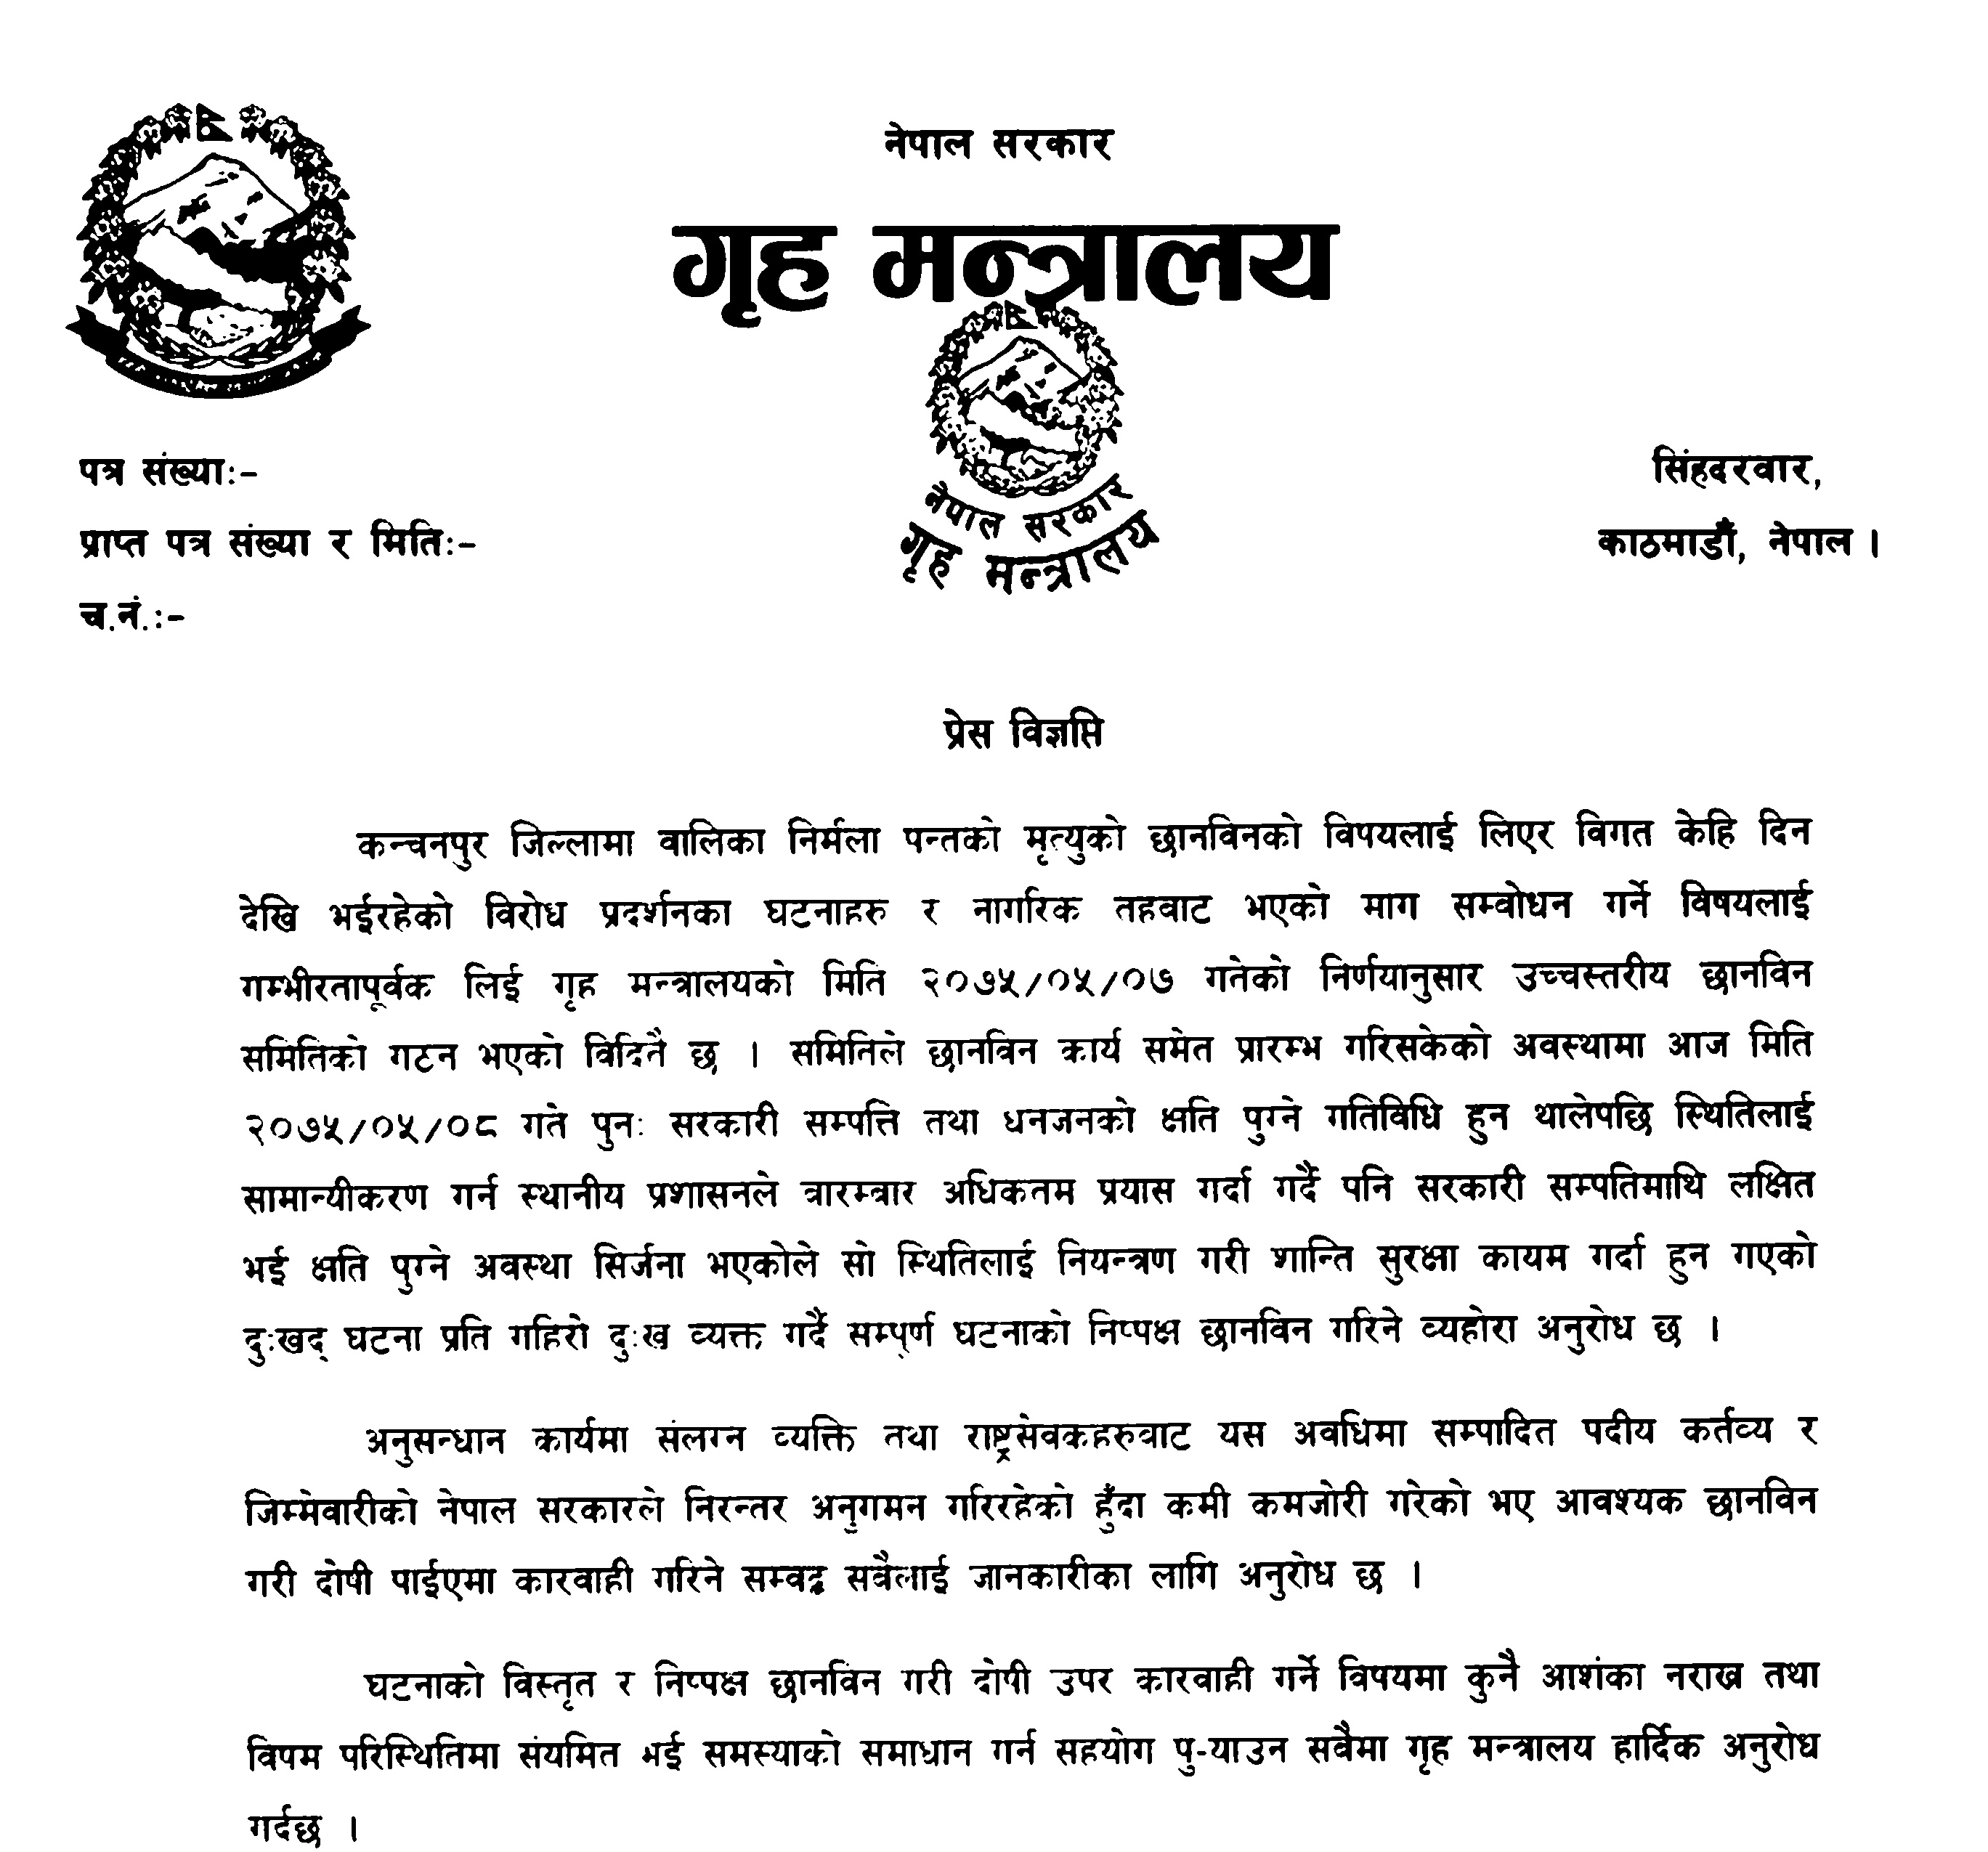 नेपाल सरकार
गृह मन्त्रालय
नेपाल सरकार
गृह मन्त्रालय
पत्र संख्याः-
प्राप्त पत्र संख्या र मितिः-
च.नं.:-
सिंहदरवार,
काठमाडौँ, नेपाल ।
प्रेस विज्ञप्ति
कन्चनपुर जिल्लामा वालिका निर्मला पन्तको मृत्युको छानविनको विषयलाई लिएर विगत केहि दिन
देखि भईरहेको विरोध प्रदर्शनका घटनाहरु र नागरिक तहवाट भएको माग सम्वोधन गर्ने विषयलाई
गम्भीरतापूर्वक लिई गृह मन्त्रालयको मिति २०७५/०५/०७ गतेको निर्णयानुसार उच्चस्तरीय छानविन
समितिको गठन भएको विदितै छ । समितिले छानविन कार्य समेत प्रारम्भ गरिसकेको अवस्थामा आज मिति
२०७५/०५/०८ गते पुनः सरकारी सम्पत्ति तथा धनजनको क्षति पुग्ने गतिविधि हुन थालेपछि स्थितिलाई
सामान्यीकरण गर्न स्थानीय प्रशासनले वारम्वार अधिकतम प्रयास गर्दा गर्दै पनि सरकारी सम्पतिमाथि लक्षित
भई क्षति पुग्ने अवस्था सिर्जना भएकोले सो स्थितिलाई नियन्त्रण गरी शान्ति सुरक्षा कायम गर्दा हुन गएको
दुःखद् घटना प्रति गहिरो दुःख व्यक्त गर्दै सम्पूर्ण घटनाको निष्पक्ष छानविन गरिने व्यहोरा अनुरोध छ ।
अनुसन्धान कार्यमा संलग्न व्यक्ति तथा राष्ट्रसेवकहरुवाट यस अवधिमा सम्पादित पदीय कर्तव्य र
जिम्मेवारीको नेपाल सरकारले निरन्तर अनुगमन गरिरहेको हुँदा कमी कमजोरी गरेको भए आवश्यक छानविन
गरी दोषी पाईएमा कारवाही गरिने सम्वद्ध सवैलाई जानकारीका लागि अनुरोध छ ।
घटनाको विस्तृत र निष्पक्ष छानविन गरी दोषी उपर कारवाही गर्ने विषयमा कुनै आशंका नराख्न तथा
विषम परिस्थितिमा संयमित भई समस्याको समाधान गर्न सहयोग पु-याउन सवैमा गृह मन्त्रालय हार्दिक अनुरोध
गर्दछ ।